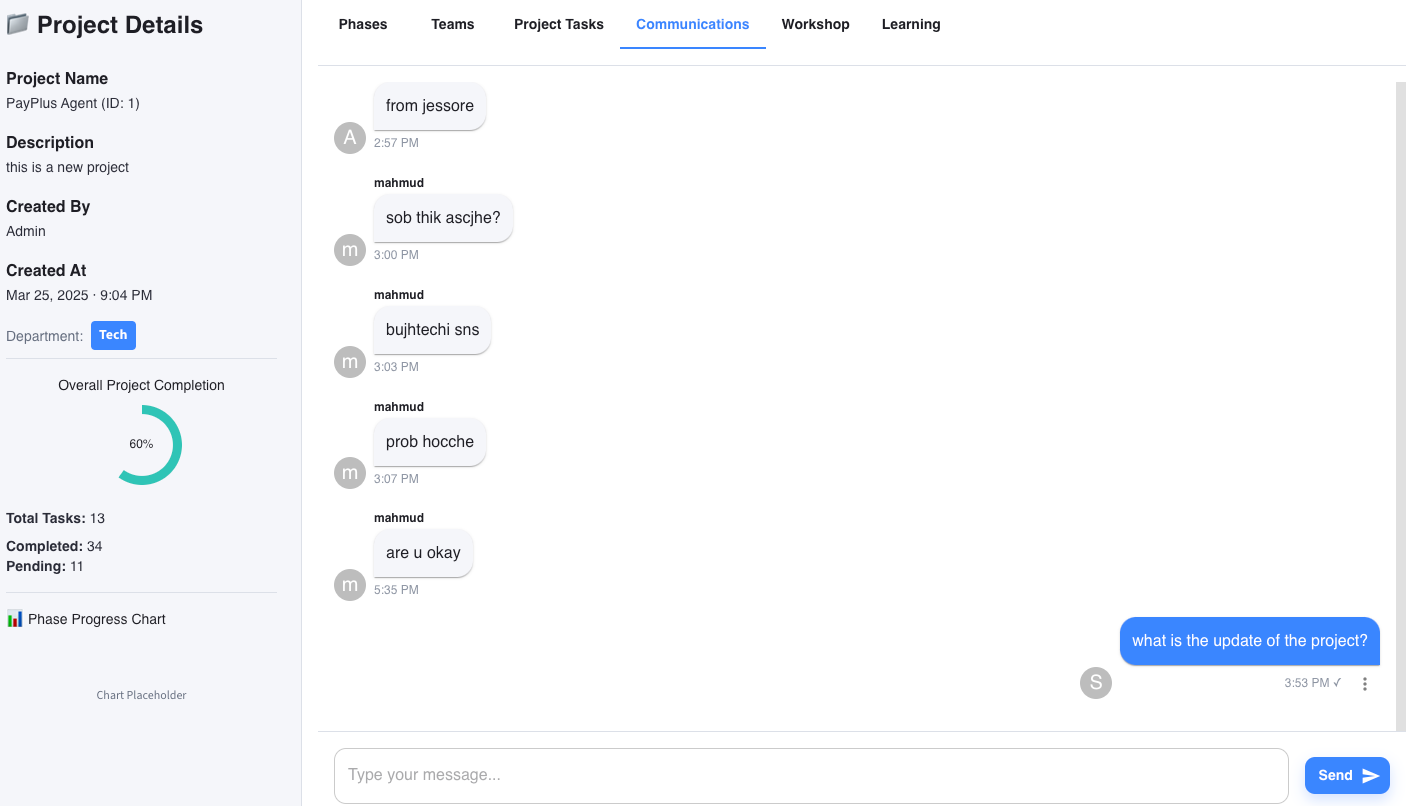 Project Details
Project Name
PayPlus Agent (ID: 1)
Description
this is a new project
Created By
Admin
Created At
Mar 25, 2025 · 9:04 PM
Department: Tech
Overall Project Completion
60%
Total Tasks: 13
Completed: 34
Pending: 11
Phase Progress Chart
Chart Placeholder
Phases Teams Project Tasks Communications Workshop Learning
from jessore
A
2:57 PM
mahmud
sob thik ascjhe?
m
3:00 PM
mahmud
bujhtechi sns
m
3:03 PM
mahmud
prob hocche
m
3:07 PM
mahmud
are u okay
m
5:35 PM
what is the update of the project?
S
3:53 PM ✓
Type your message...
Send